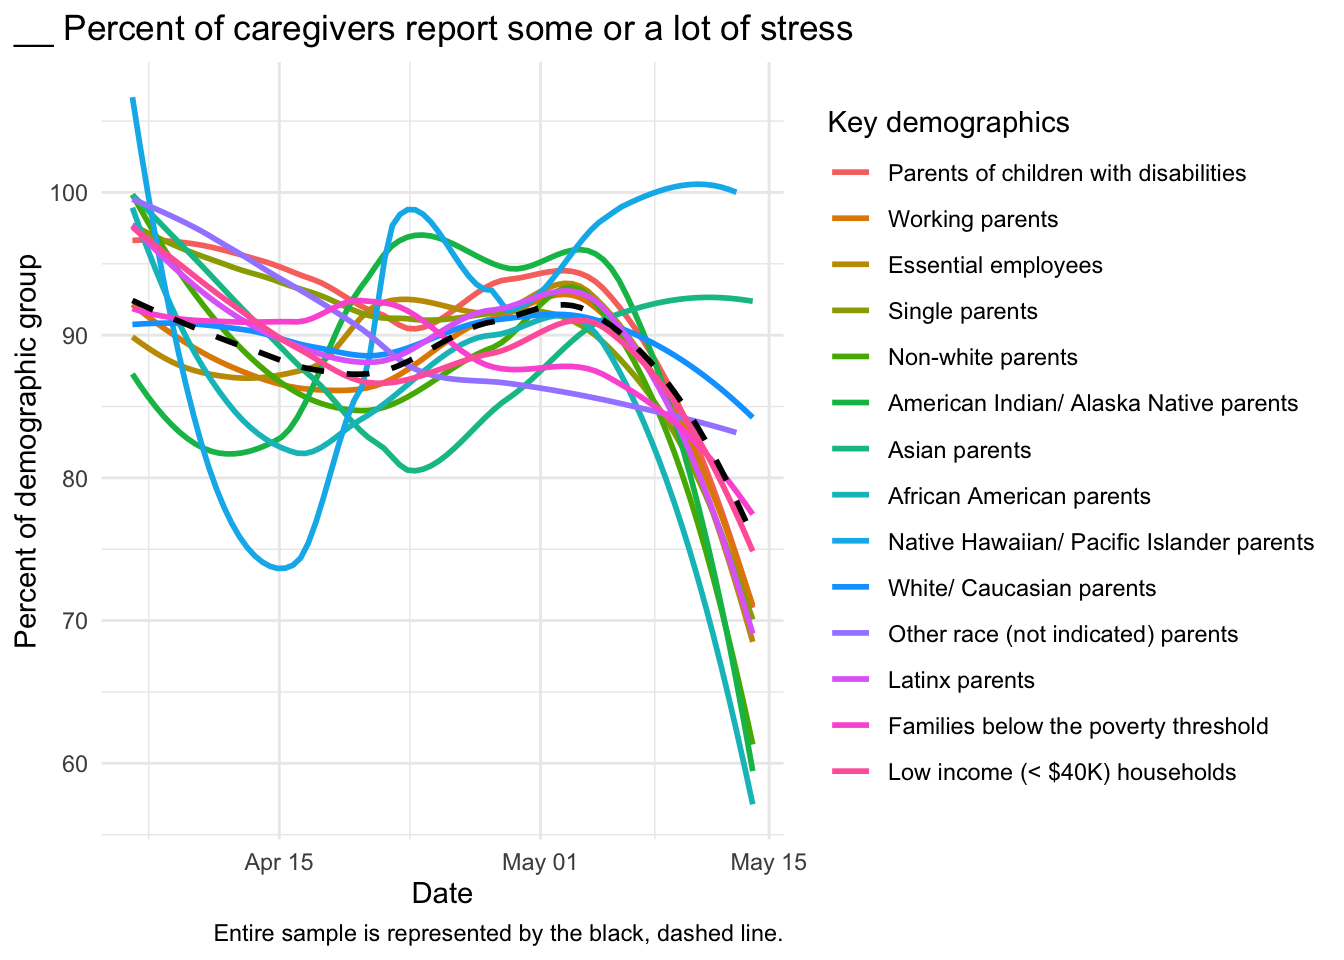 __ Percent of caregivers report some or a lot of stress
Percent of demographic group
100
90
80
70
60
Apr 15
May 01
May 15
Date
Entire sample is represented by the black, dashed line.
Key demographics
Parents of children with disabilities
Working parents
Essential employees
Single parents
Non-white parents
American Indian/ Alaska Native parents
Asian parents
African American parents
Native Hawaiian/ Pacific Islander parents
White/ Caucasian parents
Other race (not indicated) parents
Latinx parents
Families below the poverty threshold
Low income (< $40K) households